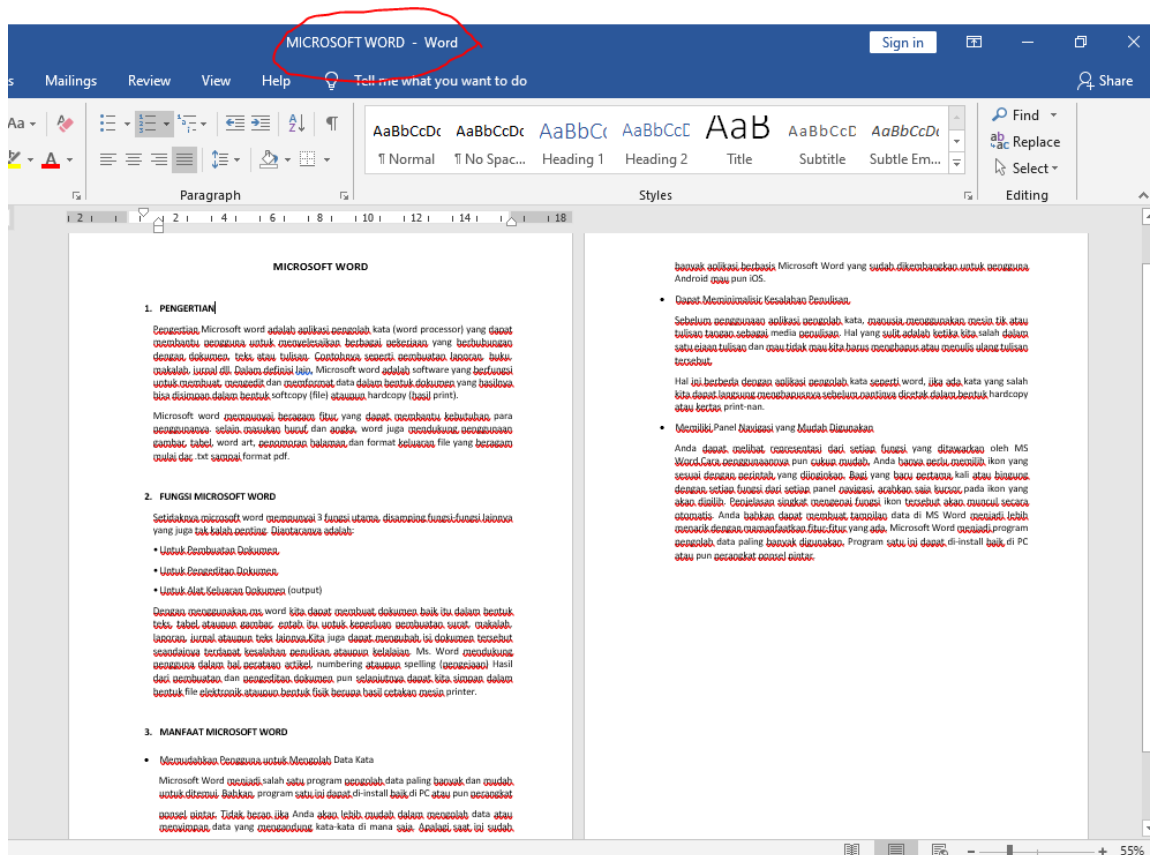 MICROSOFT WORD - Word
Sign in
Mailings Review View Help Tell me what you want to do
Share
Aa
AaBbCcDc AaBbCcDc AaBbCc AaBbCcE AaB AaBbCcD AaBbCcDc
¶ Normal ¶ No Spac... Heading 1 Heading 2 Title Subtitle Subtle Em...
Find
Replace
Select
Paragraph Styles Editing
2 2 4 6 8 10 12 14 18
MICROSOFT WORD
1. PENGERTIAN
Pengertian Microsoft word adalah aplikasi pengolah kata (word processor) yang dapat
membantu pengguna untuk menyelesaikan berbagai pekerjaan yang berhubungan
dengan dokumen, teks atau tulisan. Contohnya seperti pembuatan laporan, buku,
makalah, jurnal dll. Dalam definisi lain, Microsoft word adalah software yang berfungsi
untuk membuat, mengedit dan memformat data dalam bentuk dokumen yang hasilnya
bisa disimpan dalam bentuk softcopy (file) ataupun hardcopy (hasil print).
Microsoft word mempunyai beragam fitur yang dapat membantu kebutuhan para
penggunanya. selain masukan huruf dan angka, word juga mendukung penggunaan
gambar, tabel, word art, penomoran halaman dan format keluaran file yang beragam
mulai dar .txt sampai format pdf.
2. FUNGSI MICROSOFT WORD
Setidaknya microsoft word mempunyai 3 fungsi utama, disamping fungsi-fungsi lainnya
yang juga tak kalah penting. Diantaranya adalah:
• Untuk Pembuatan Dokumen
• Untuk Pengeditan Dokumen
• Untuk Alat Keluaran Dokumen (output)
Dengan menggunakan ms word kita dapat membuat dokumen baik itu dalam bentuk
teks, tabel ataupun gambar, entah itu untuk keperluan pembuatan surat, makalah,
laporan, jurnal ataupun teks lainnya.Kita juga dapat mengubah isi dokumen tersebut
seandainya terdapat kesalahan penulisan ataupun kelalaian. Ms. Word mendukung
pengguna dalam hal perataan artikel, numbering ataupun spelling (pengejaan) Hasil
dari pembuatan dan pengeditan dokumen pun selanjutnya dapat kita simpan dalam
bentuk file elektronik ataupun bentuk fisik berupa hasil cetakan mesin printer.
3. MANFAAT MICROSOFT WORD
• Memudahkan Pengguna untuk Mengolah Data Kata
Microsoft Word menjadi salah satu program pengolah data paling banyak dan mudah
untuk ditemui. Bahkan, program satu ini dapat di-install baik di PC atau pun perangkat
ponsel pintar. Tidak heran jika Anda akan lebih mudah dalam mengolah data atau
menyimpan data yang mengandung kata-kata di mana saja. Apalagi saat ini sudah
banyak aplikasi berbasis Microsoft Word yang sudah dikembangkan untuk pengguna
Android mau pun iOS.
• Dapat Meminimalisir Kesalahan Penulisan
Sebelum penggunaan aplikasi pengolah kata, manusia menggunakan mesin tik atau
tulisan tangan sebagai media penulisan. Hal yang sulit adalah ketika kita salah dalam
satu ejaan tulisan dan mau tidak mau kita harus menghapus atau menulis ulang tulisan
tersebut.
Hal ini berbeda dengan aplikasi pengolah kata seperti word, jika ada kata yang salah
kita dapat langsung menghapusnya sebelum nantinya dicetak dalam bentuk hardcopy
atau kertas print-nan.
• Memiliki Panel Navigasi yang Mudah Digunakan
Anda dapat melihat representasi dari setiap fungsi yang ditawarkan oleh MS
Word.Cara penggunaannya pun cukup mudah. Anda hanya perlu memilih ikon yang
sesuai dengan perintah yang diinginkan. Bagi yang baru pertama kali atau bingung
dengan setiap fungsi dari setiap panel navigasi, arahkan saja kursor pada ikon yang
akan dipilih. Penjelasan singkat mengenai fungsi ikon tersebut akan muncul secara
otomatis. Anda bahkan dapat membuat tampilan data di MS Word menjadi lebih
menarik dengan mamanfaatkan fitur-fitur yang ada. Microsoft Word menjadi program
pengolah data paling banyak digunakan. Program satu ini dapat di-install baik di PC
atau pun perangkat ponsel pintar.
55%